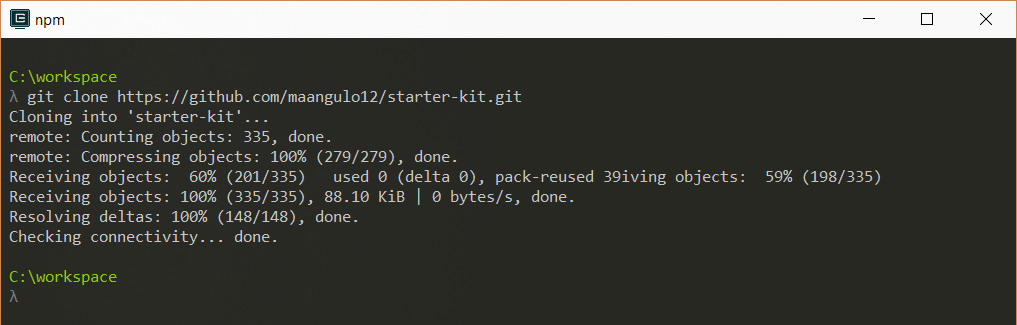 npm
C:\workspace
λ git clone https://github.com/maangulo12/starter-kit.git
Cloning into 'starter-kit'...
remote: Counting objects: 335, done.
remote: Compressing objects: 100% (279/279), done.
Receiving objects:  60% (201/335)   used 0 (delta 0), pack-reused 39iving objects:  59% (198/335)
Receiving objects: 100% (335/335), 88.10 KiB | 0 bytes/s, done.
Resolving deltas: 100% (148/148), done.
Checking connectivity... done.
C:\workspace
λ